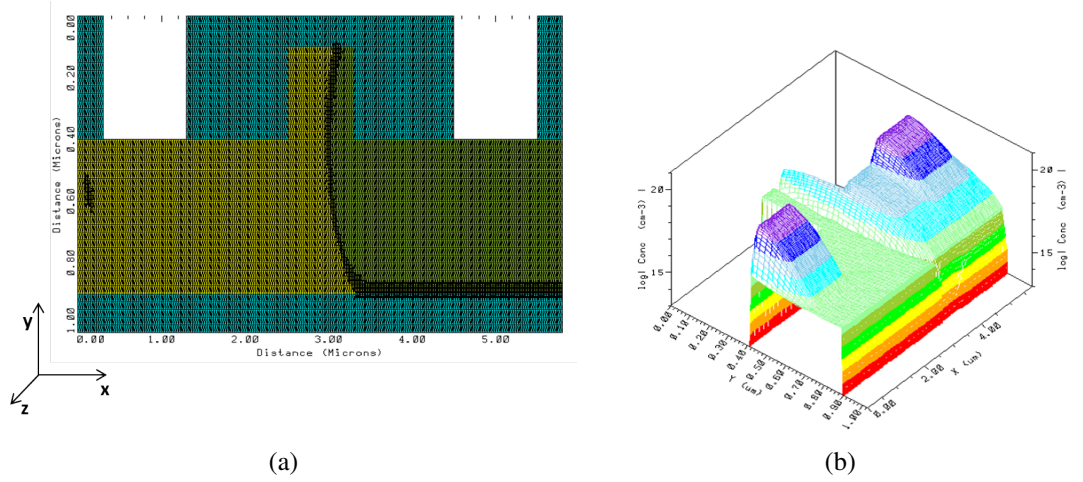 0.00
0.20
0.40
0.60
0.80
1.00
Distance (Microns)
0.00 1.00 2.00 3.00 4.00 5.00
Distance (Microns)
y
x
z
(a)
20
15
log| Conc (cm-3) |
20
15
log| Conc (cm-3) |
0.00
0.10
0.20
0.30
0.40
0.50
0.60
0.70
0.80
0.90
1.00
Y (um)
0.00
2.00
4.00
X (um)
(b)